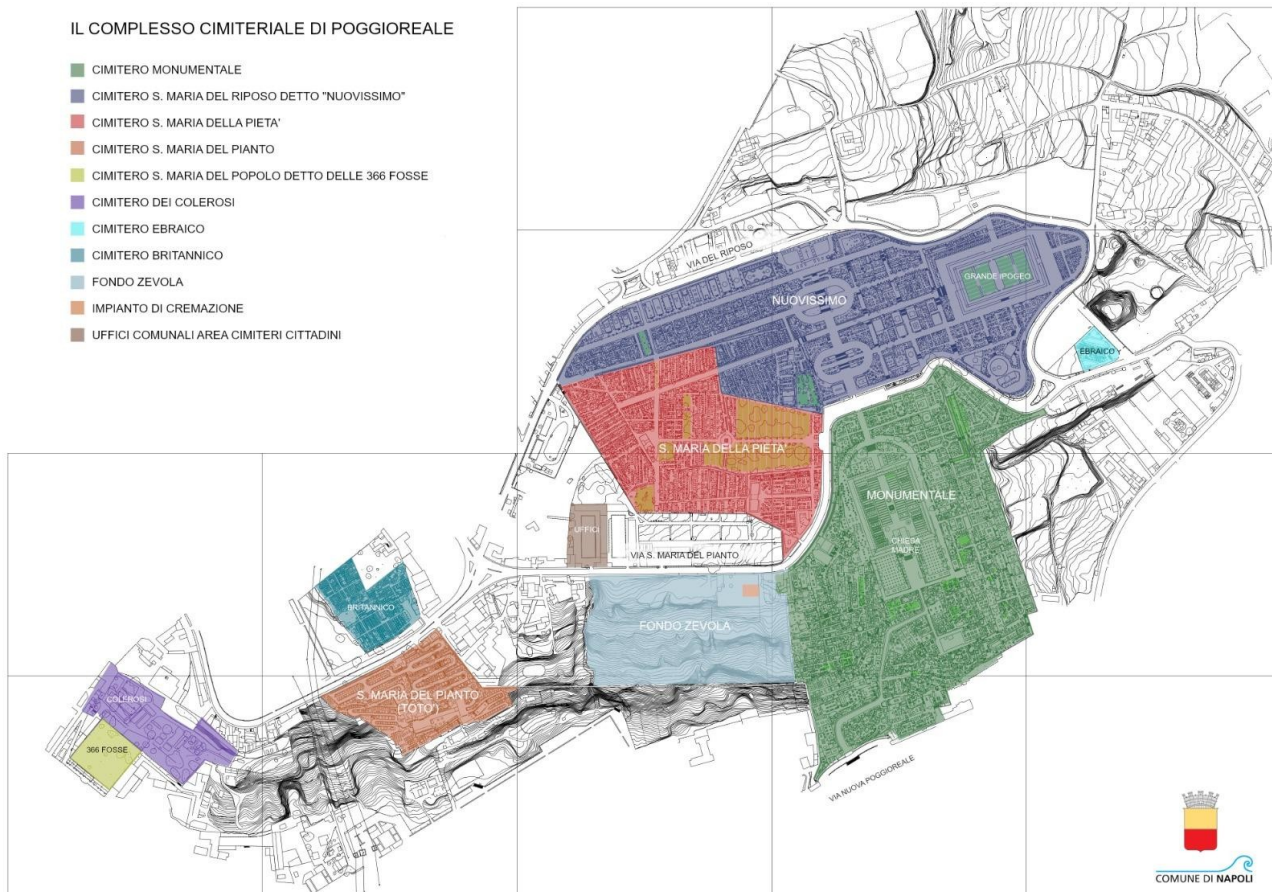 IL COMPLESSO CIMITERIALE DI POGGIOREALE
CIMITERO MONUMENTALE
CIMITERO S. MARIA DEL RIPOSO DETTO "NUOVISSIMO"
CIMITERO S. MARIA DELLA PIETA'
CIMITERO S. MARIA DEL PIANTO
CIMITERO S. MARIA DEL POPOLO DETTO DELLE 366 FOSSE
CIMITERO DEI COLEROSI
CIMITERO EBRAICO
CIMITERO BRITANNICO
FONDO ZEVOLA
IMPIANTO DI CREMAZIONE
UFFICI COMUNALI AREA CIMITERI CITTADINI
VIA DEL RIPOSO
GRANDE IPOGEO
NUOVISSIMO
EBRAICO
S. MARIA DELLA PIETA'
MONUMENTALE
CHIESA
MADRE
UFFICI
VIA S. MARIA DEL PIANTO
BRITANNICO
FONDO ZEVOLA
S. MARIA DEL PIANTO
(TOTO')
COLEROSI
366 FOSSE
VIA NUOVA POGGIOREALE
COMUNE DI NAPOLI